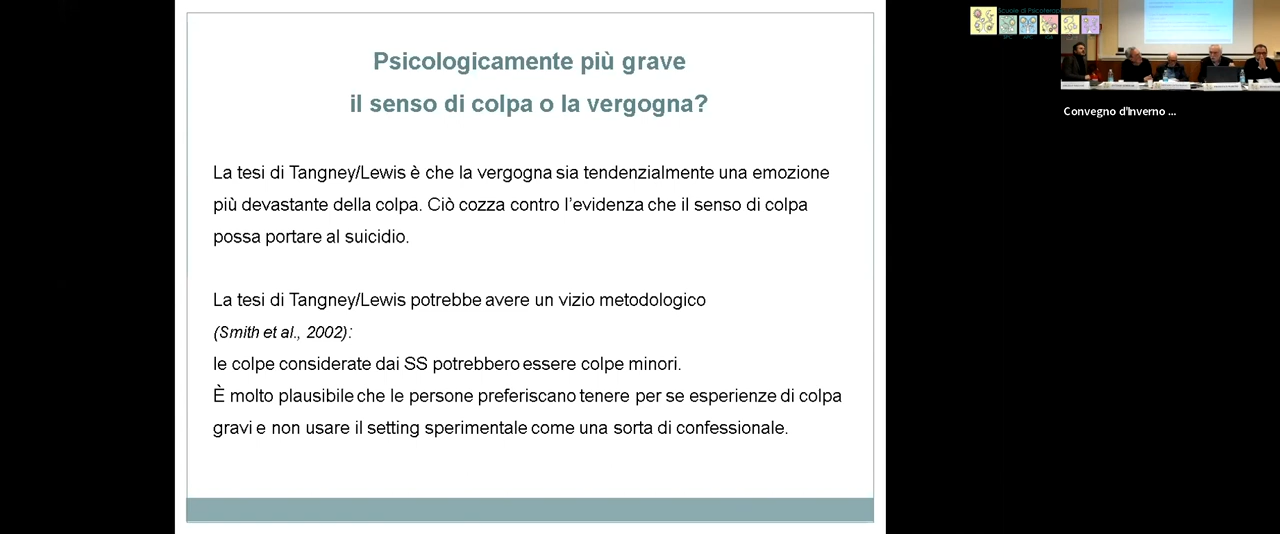 Psicologicamente più grave
il senso di colpa o la vergogna?
La tesi di Tangney/Lewis è che la vergogna sia tendenzialmente una emozione
più devastante della colpa. Ciò cozza contro l’evidenza che il senso di colpa
possa portare al suicidio.
La tesi di Tangney/Lewis potrebbe avere un vizio metodologico
(Smith et al., 2002):
le colpe considerate dai SS potrebbero essere colpe minori.
È molto plausibile che le persone preferiscano tenere per se esperienze di colpa
gravi e non usare il setting sperimentale come una sorta di confessionale.
Scuole di Psicoterapia
Convegno d'Inverno ...